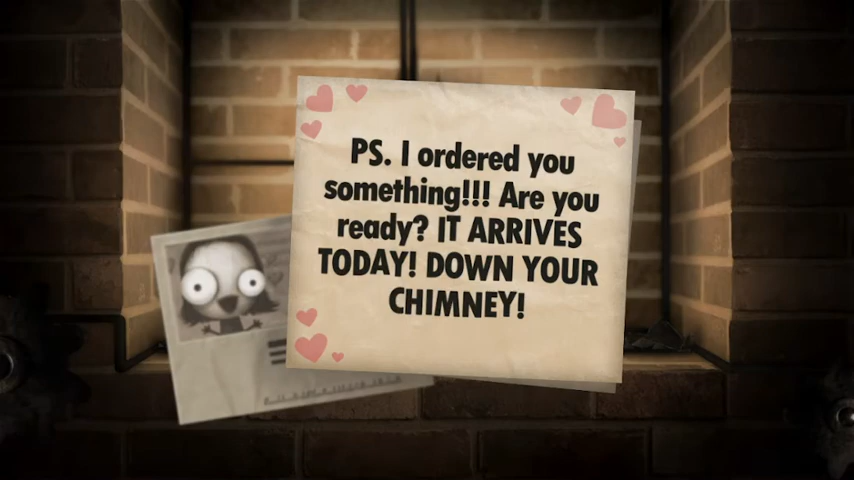 PS. I ordered you
something!!! Are you
ready? IT ARRIVES
TODAY! DOWN YOUR
CHIMNEY!